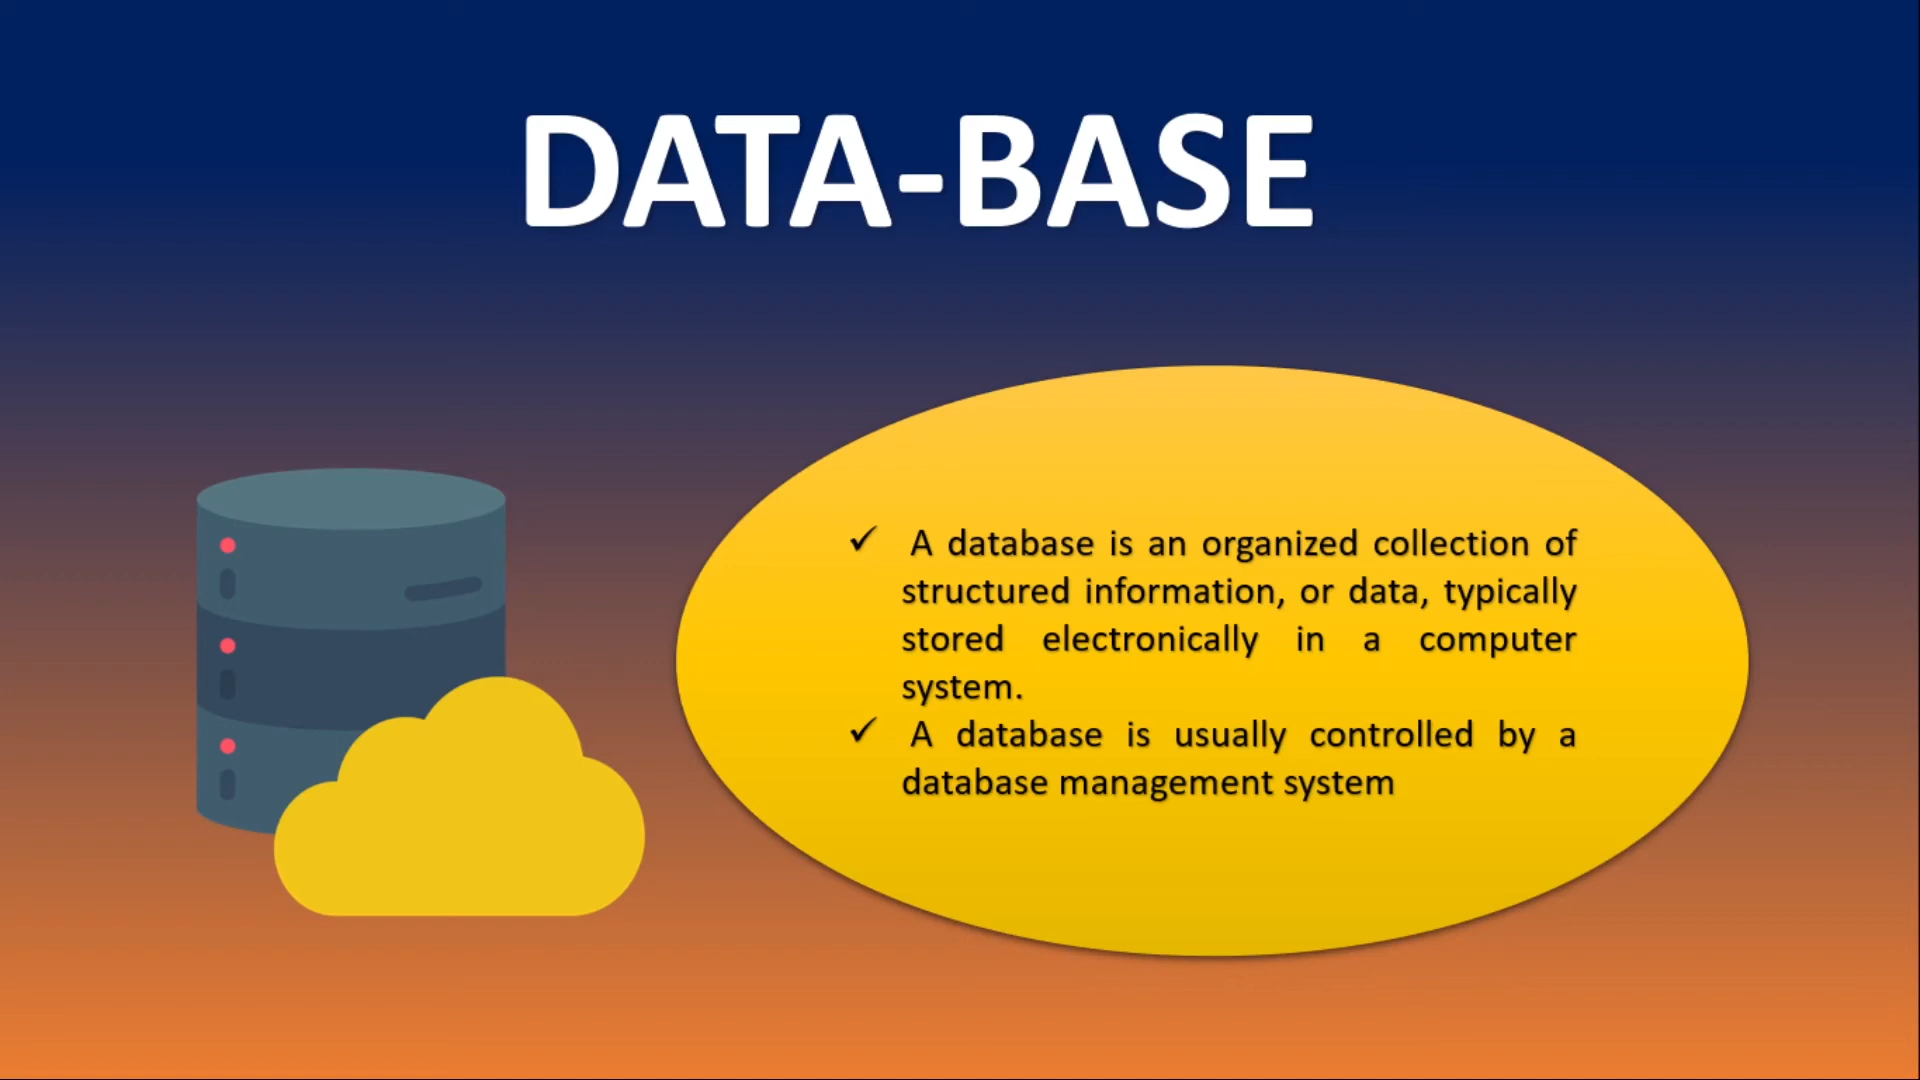 DATA-BASE
✓ A database is an organized collection of
structured information, or data, typically
stored electronically in a computer
system.
✓ A database is usually controlled by a
database management system